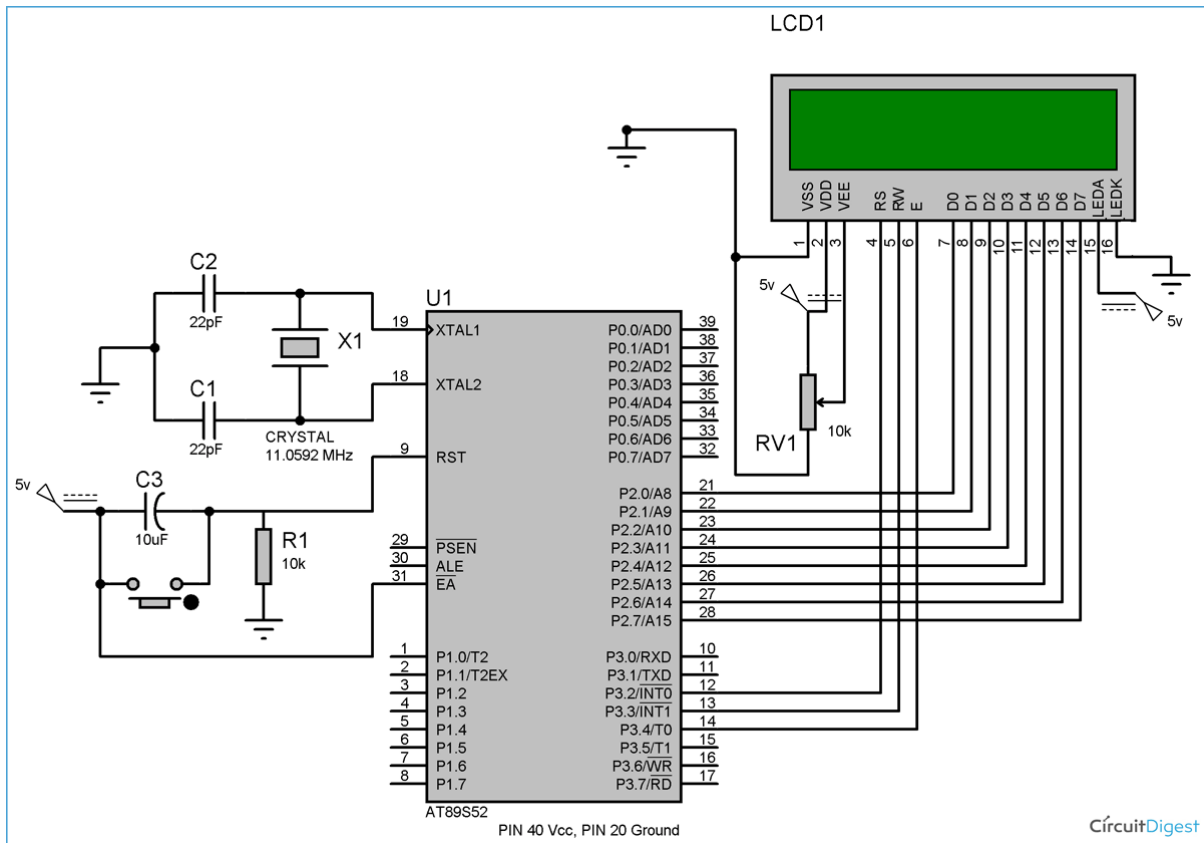 LCD1
VSS
VDD
VEE
RS
RW
E
D0
D1
D2
D3
D4
D5
D6
D7
LEDA
LEDK
1
2
3
4
5
6
7
8
9
10
11
12
13
14
15
16
5v
5v
RV1
10k
C2
22pF
C1
22pF
X1
CRYSTAL
11.0592 MHz
5v
C3
10uF
R1
10k
U1
19 XTAL1
18 XTAL2
9 RST
29 PSEN
30 ALE
31 EA
1 P1.0/T2
2 P1.1/T2EX
3 P1.2
4 P1.3
5 P1.4
6 P1.5
7 P1.6
8 P1.7
P0.0/AD0 39
P0.1/AD1 38
P0.2/AD2 37
P0.3/AD3 36
P0.4/AD4 35
P0.5/AD5 34
P0.6/AD6 33
P0.7/AD7 32
P2.0/A8 21
P2.1/A9 22
P2.2/A10 23
P2.3/A11 24
P2.4/A12 25
P2.5/A13 26
P2.6/A14 27
P2.7/A15 28
P3.0/RXD 10
P3.1/TXD 11
P3.2/INT0 12
P3.3/INT1 13
P3.4/T0 14
P3.5/T1 15
P3.6/WR 16
P3.7/RD 17
AT89S52
PIN 40 Vcc, PIN 20 Ground
CircuitDigest